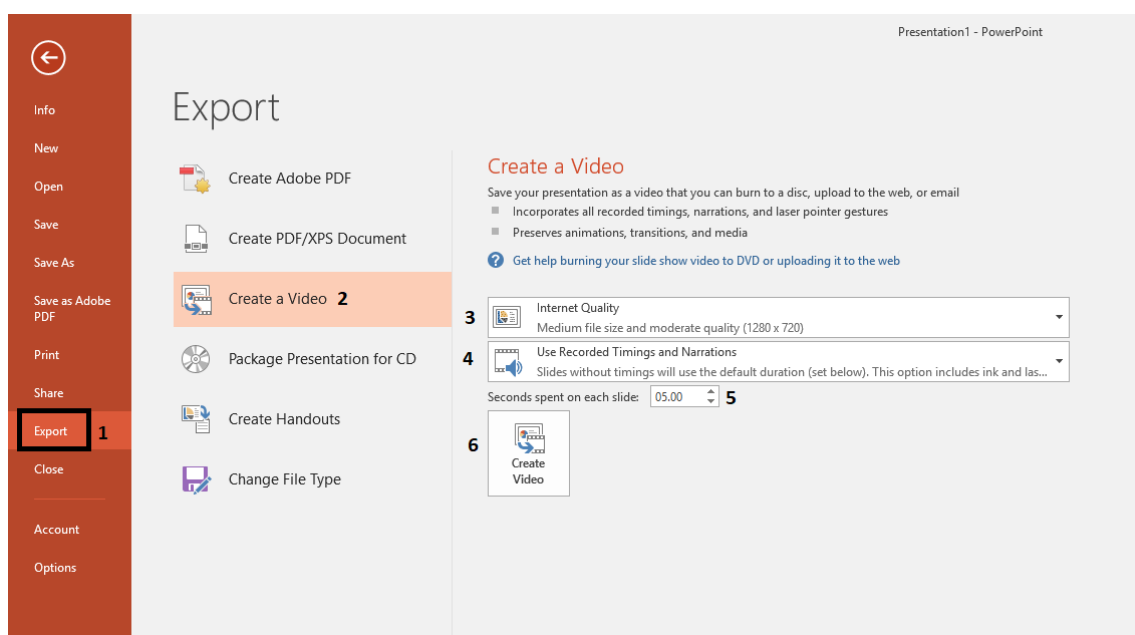 Presentation1 - PowerPoint
Info
New
Open
Save
Save As
Save as Adobe
PDF
Print
Share
Export 1
Close
Account
Options
Export
Create Adobe PDF
Create PDF/XPS Document
Create a Video 2
Package Presentation for CD
Create Handouts
Change File Type
Create a Video
Save your presentation as a video that you can burn to a disc, upload to the web, or email
Incorporates all recorded timings, narrations, and laser pointer gestures
Preserves animations, transitions, and media
? Get help burning your slide show video to DVD or uploading it to the web
3 Internet Quality
Medium file size and moderate quality (1280 x 720)
4 Use Recorded Timings and Narrations
Slides without timings will use the default duration (set below). This option includes ink and las...
Seconds spent on each slide: 05.00 5
6 Create
Video